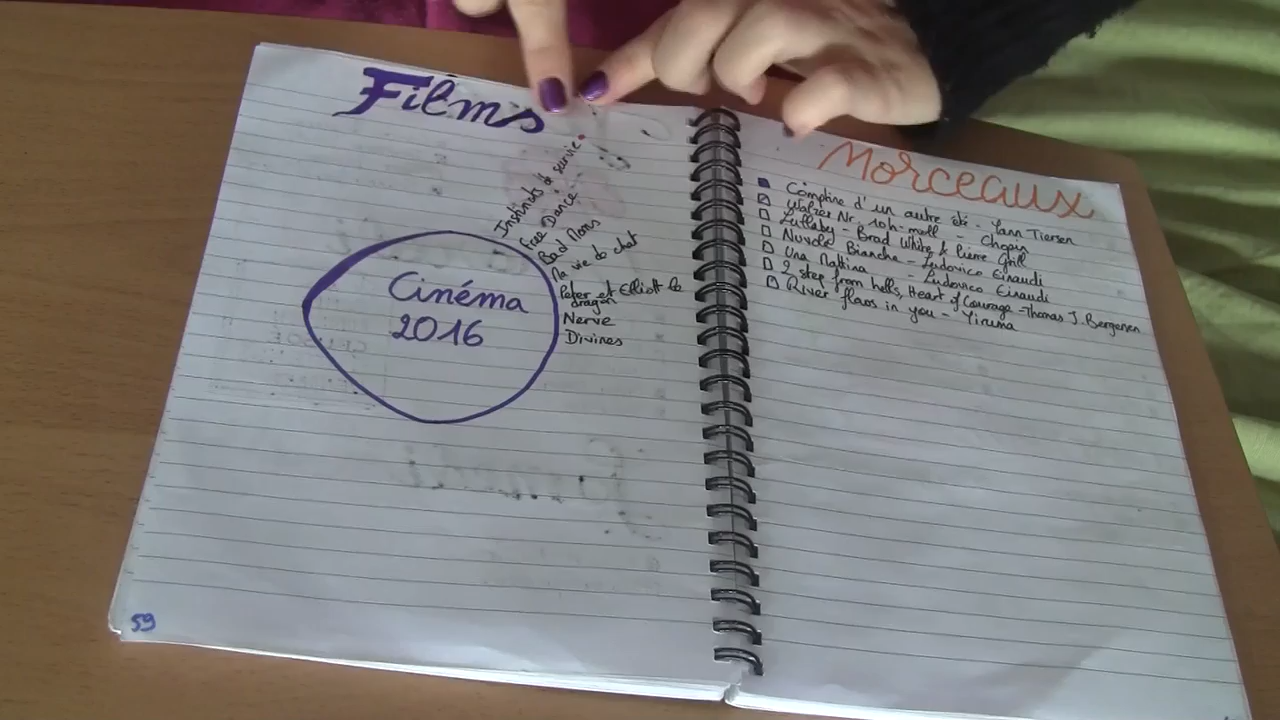 Films
Instincts de survie
Free Dance
Bad Moms
Ma vie de chat
Peter et Elliott le
dragon
Nerve
Divines
Cinéma
2016
59
Morceaux
Comptine d'un autre été - Yann Tiersen
Walzer Nr. 10 h-moll - Chopin
Lullaby - Brad White & Pierre Grill
Nuvole Bianche - Ludovico Einaudi
Una Mattina - Ludovico Einaudi
2 step from hells, Heart of Courage - Thomas J. Bergersen
River flows in you - Yiruma